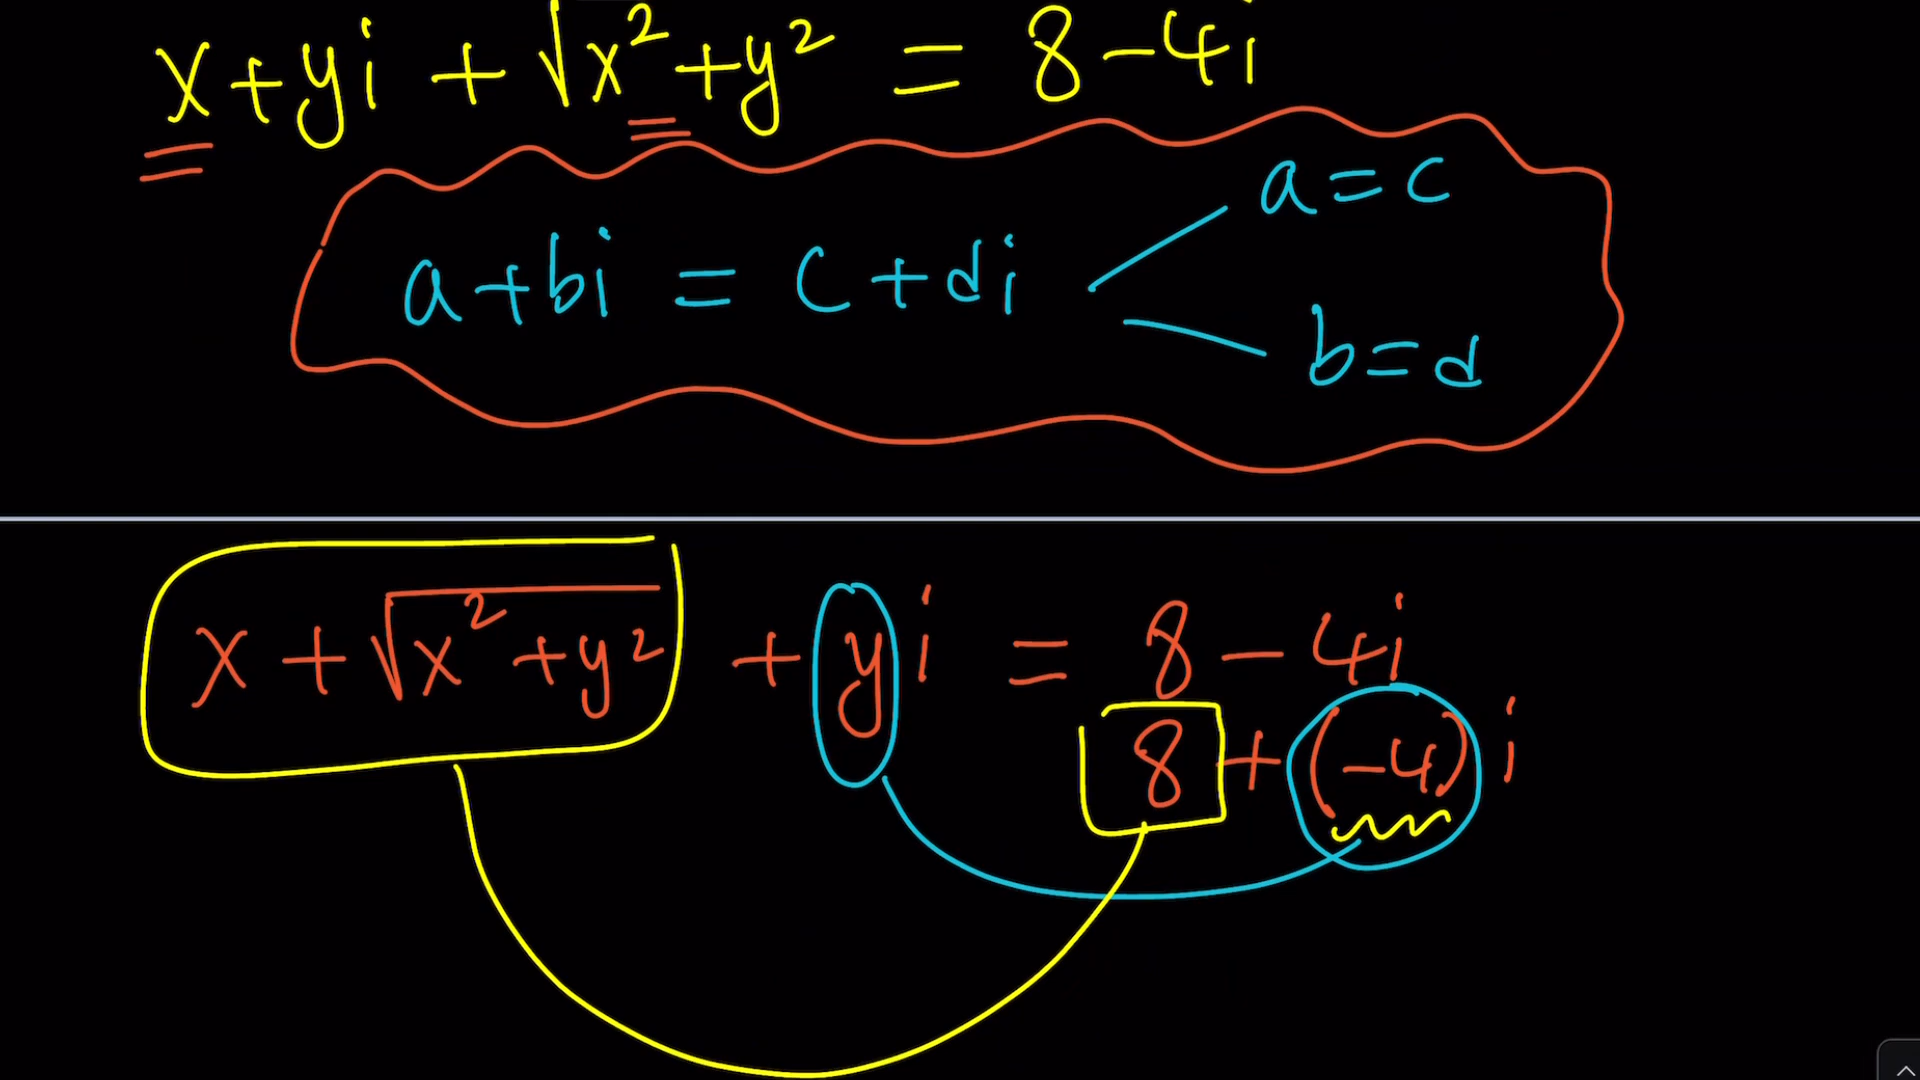 x+yi + √x²+y² = 8-4i
a=c
a+bi = c+di
b=d
x+√x²+y² + yi = 8-4i
8+(-4)i